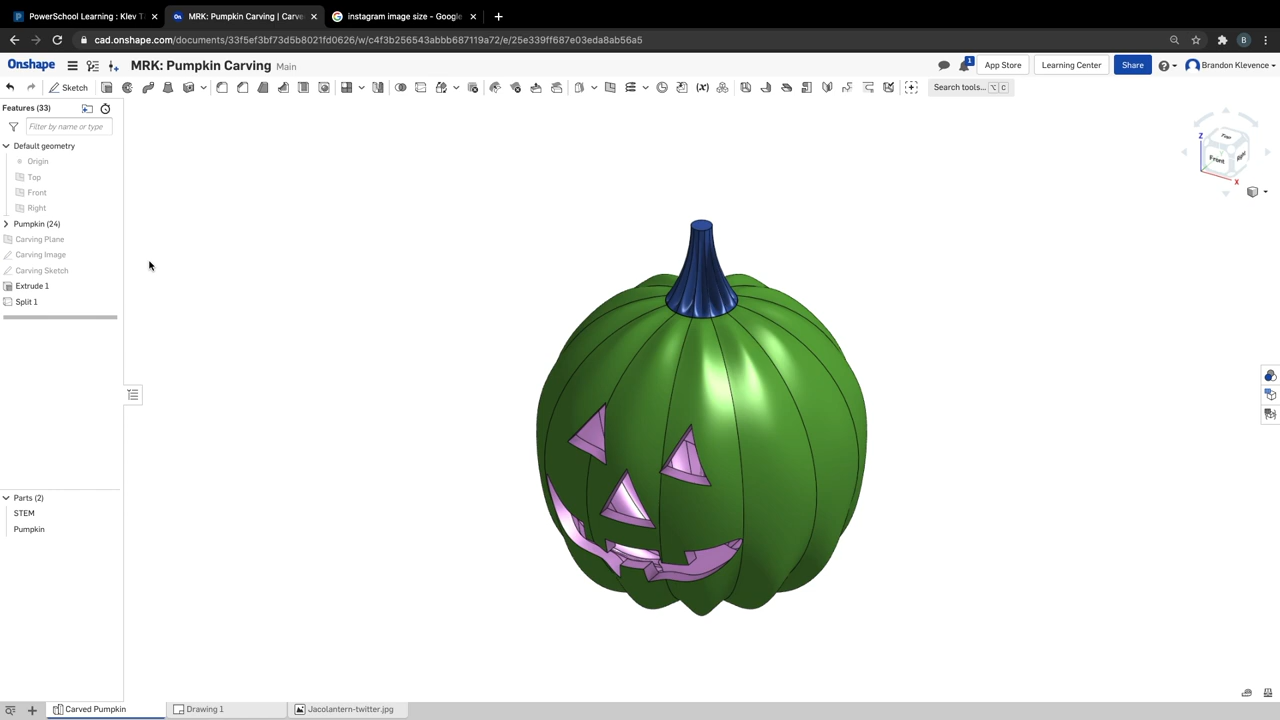 PowerSchool Learning : Klev T
MRK: Pumpkin Carving | Carve
instagram image size - Google
cad.onshape.com/documents/33f5ef3bf73d5b8021fd0626/w/c4f3b256543abbb687119a72/e/25e339ff687e03eda8ab56a5
B
Onshape
MRK: Pumpkin Carving Main
1
App Store
Learning Center
Share
Brandon Klevence
Sketch
Search tools... ⌥ C
Features (33)
Filter by name or type
Default geometry
Origin
Top
Front
Right
Pumpkin (24)
Carving Plane
Carving Image
Carving Sketch
Extrude 1
Split 1
Z
Front
Right
X
Parts (2)
STEM
Pumpkin
Carved Pumpkin
Drawing 1
Jacolantern-twitter.jpg